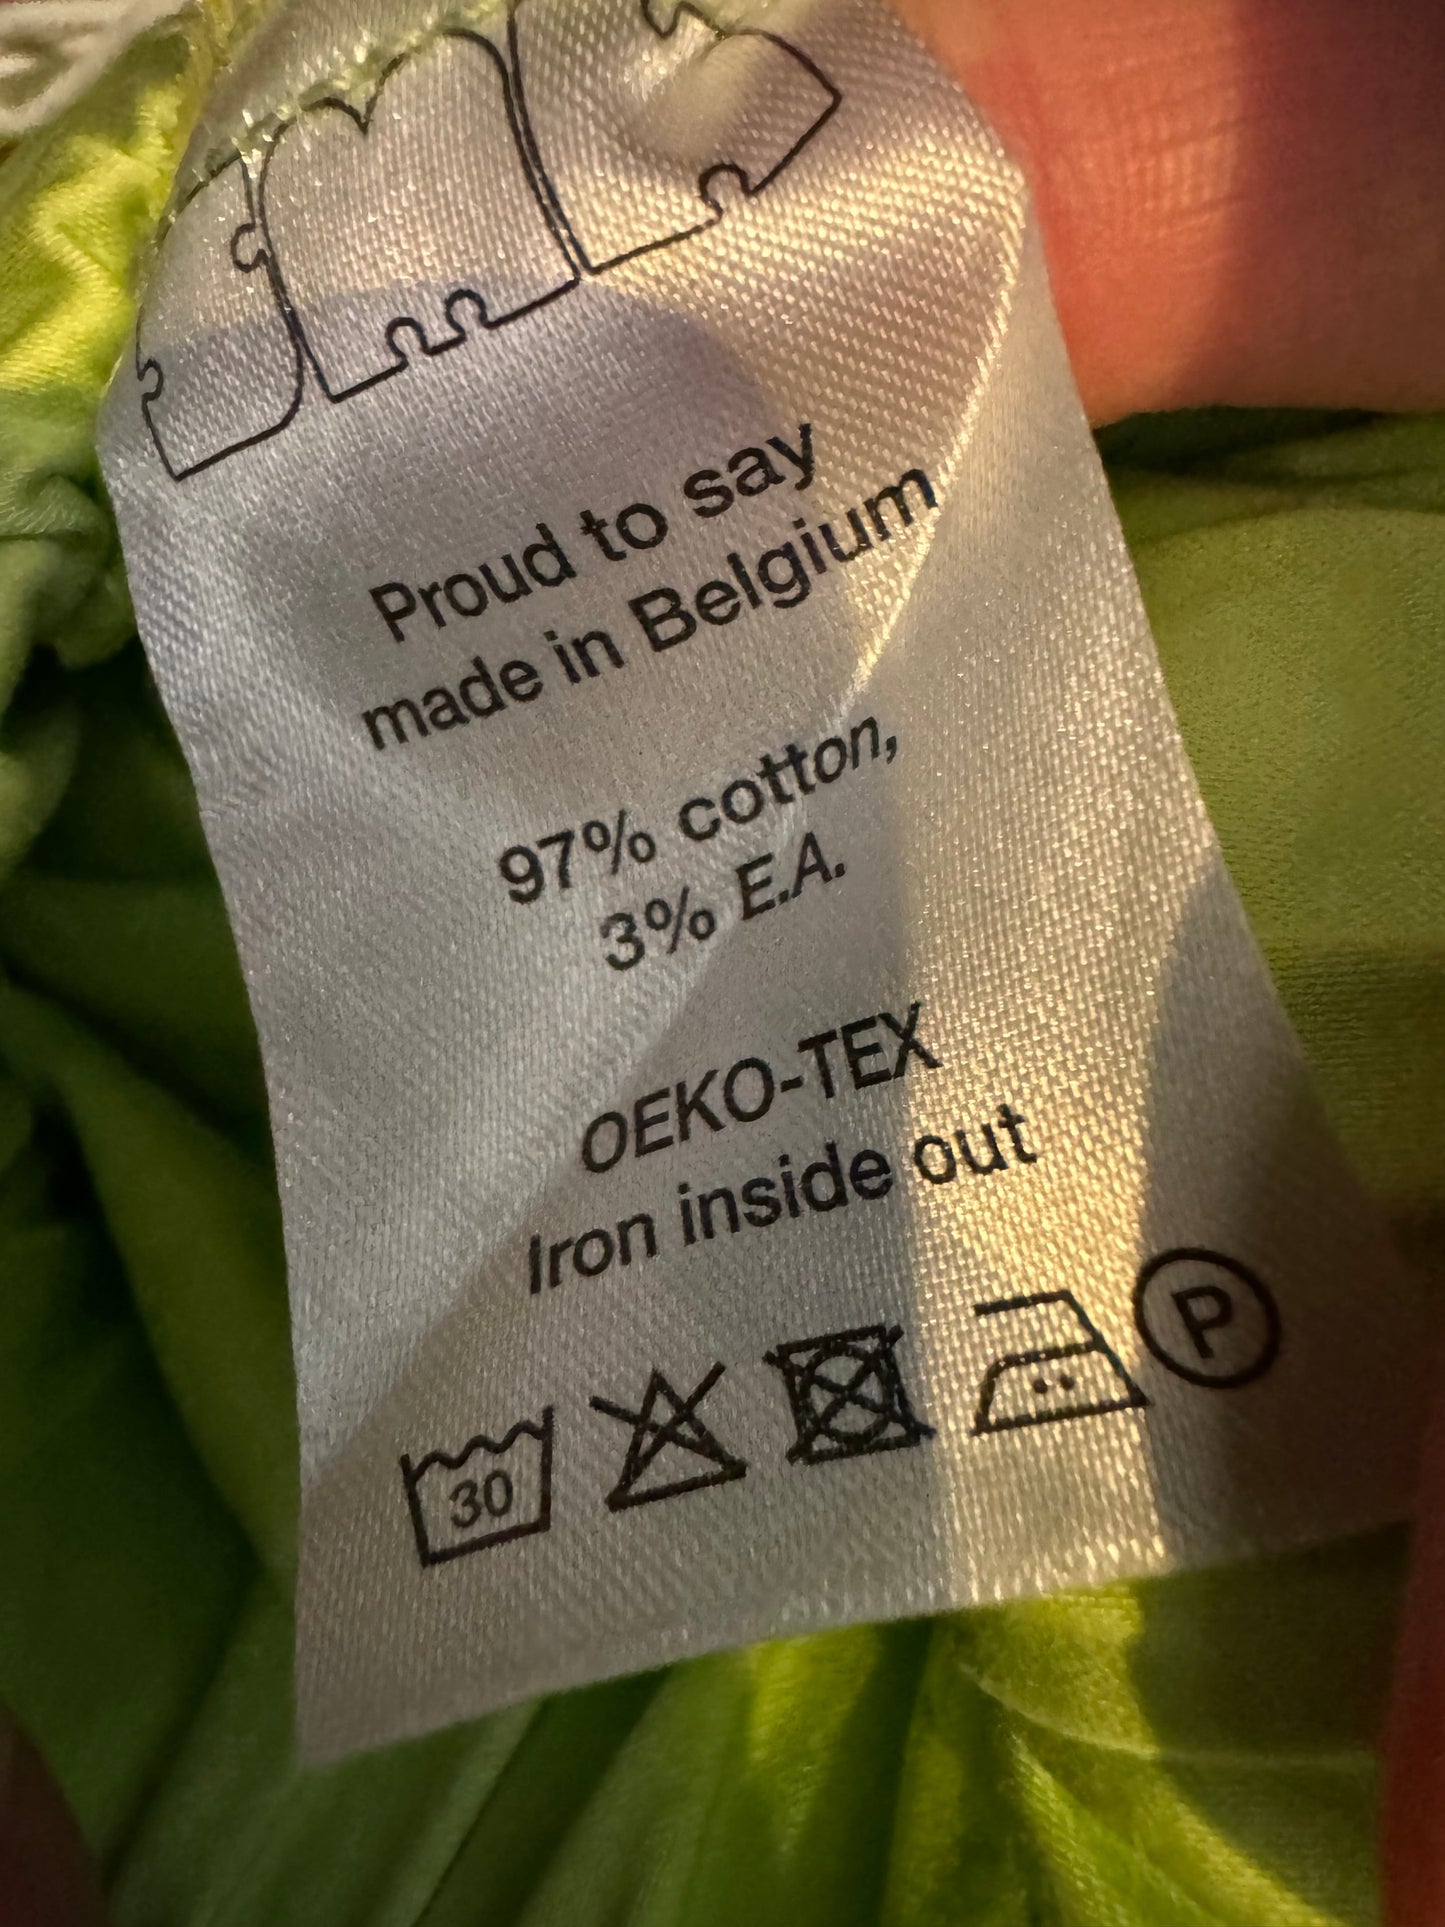 Proud to say
made in Belgium
97% cotton,
3% E.A.
OEKO-TEX
Iron inside out
30
P